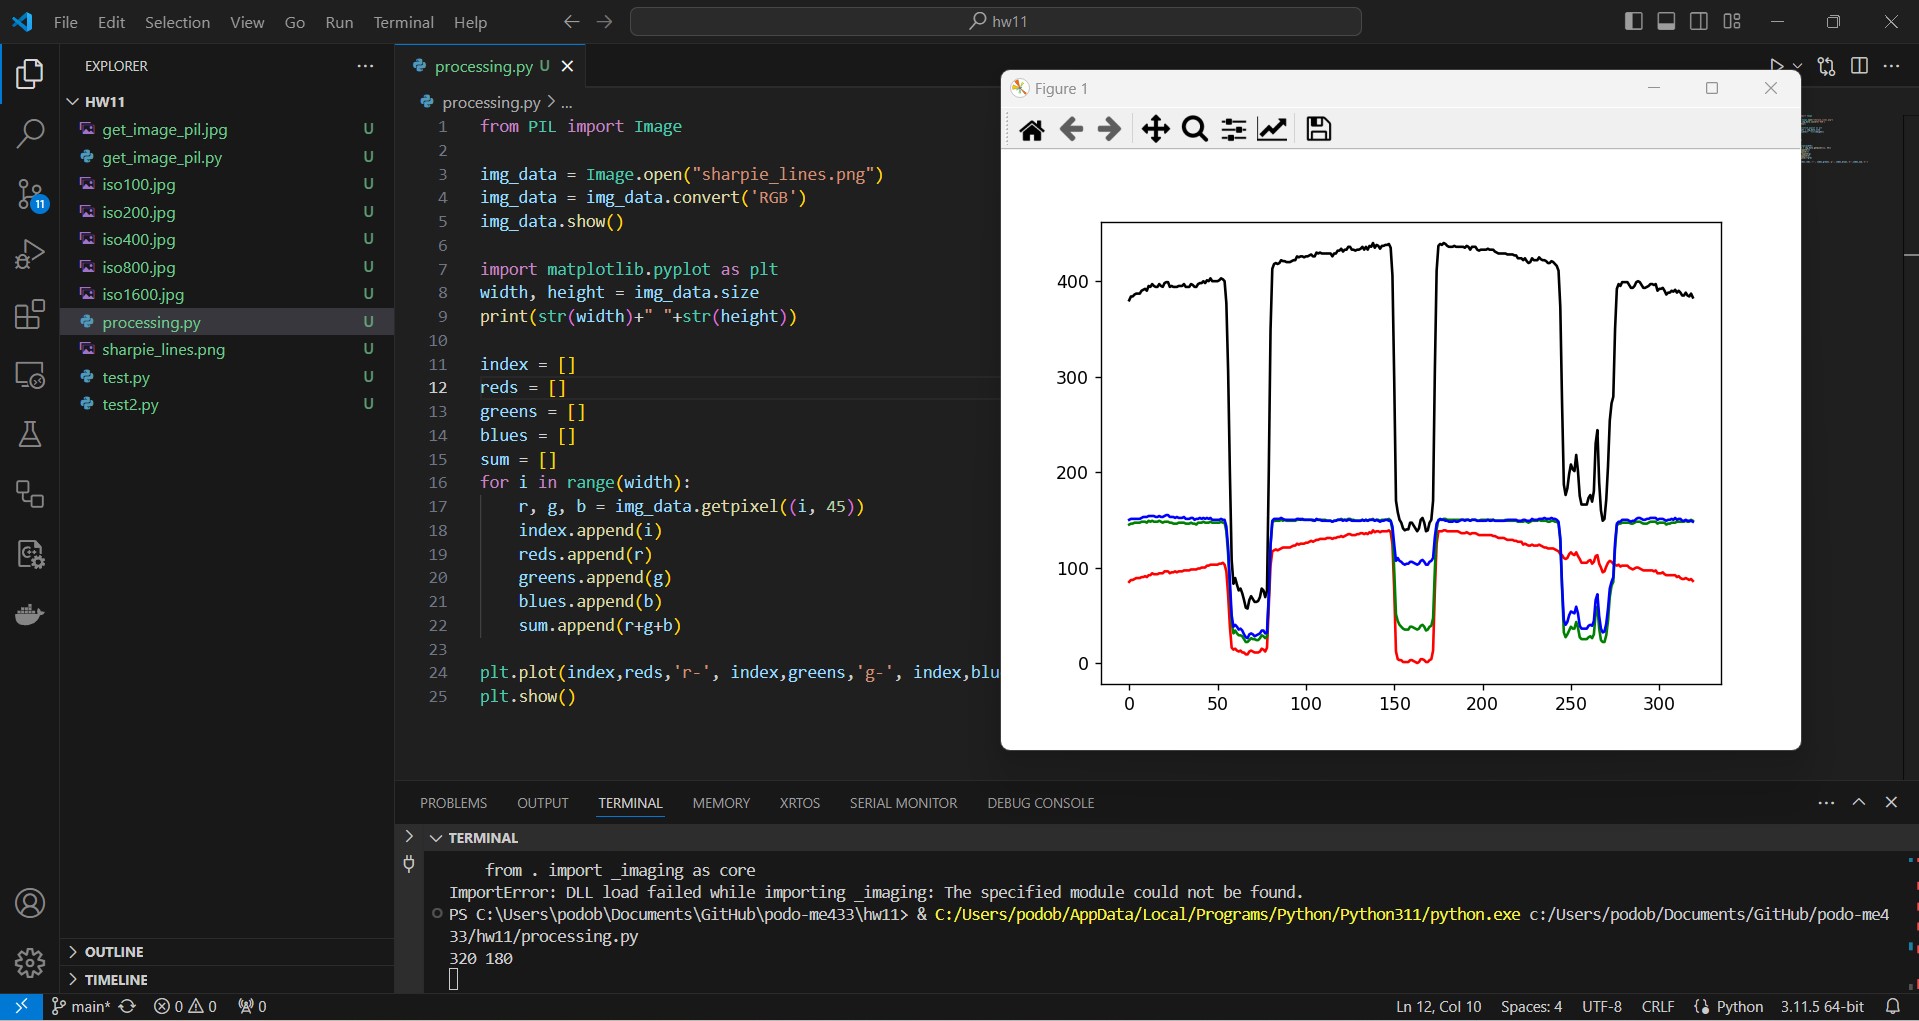 File Edit Selection View Go Run Terminal Help
hw11
EXPLORER
HW11
get_image_pil.jpg U
get_image_pil.py U
iso100.jpg U
iso200.jpg U
iso400.jpg U
iso800.jpg U
iso1600.jpg U
processing.py U
sharpie_lines.png U
test.py U
test2.py U
OUTLINE
TIMELINE
11
processing.py U
processing.py > ...
1 from PIL import Image
2
3 img_data = Image.open("sharpie_lines.png")
4 img_data = img_data.convert('RGB')
5 img_data.show()
6
7 import matplotlib.pyplot as plt
8 width, height = img_data.size
9 print(str(width)+" "+str(height))
10
11 index = []
12 reds = []
13 greens = []
14 blues = []
15 sum = []
16 for i in range(width):
17 r, g, b = img_data.getpixel((i, 45))
18 index.append(i)
19 reds.append(r)
20 greens.append(g)
21 blues.append(b)
22 sum.append(r+g+b)
23
24 plt.plot(index,reds,'r-', index,greens,'g-', index,blu
25 plt.show()
Figure 1
400
300
200
100
0
0 50 100 150 200 250 300
PROBLEMS OUTPUT TERMINAL MEMORY XRTOS SERIAL MONITOR DEBUG CONSOLE
TERMINAL
from . import _imaging as core
ImportError: DLL load failed while importing _imaging: The specified module could not be found.
PS C:\Users\podob\Documents\GitHub\podo-me433\hw11> & C:/Users/podob/AppData/Local/Programs/Python/Python311/python.exe c:/Users/podob/Documents/GitHub/podo-me4
33/hw11/processing.py
320 180
main* 0 0 0 Ln 12, Col 10 Spaces: 4 UTF-8 CRLF Python 3.11.5 64-bit